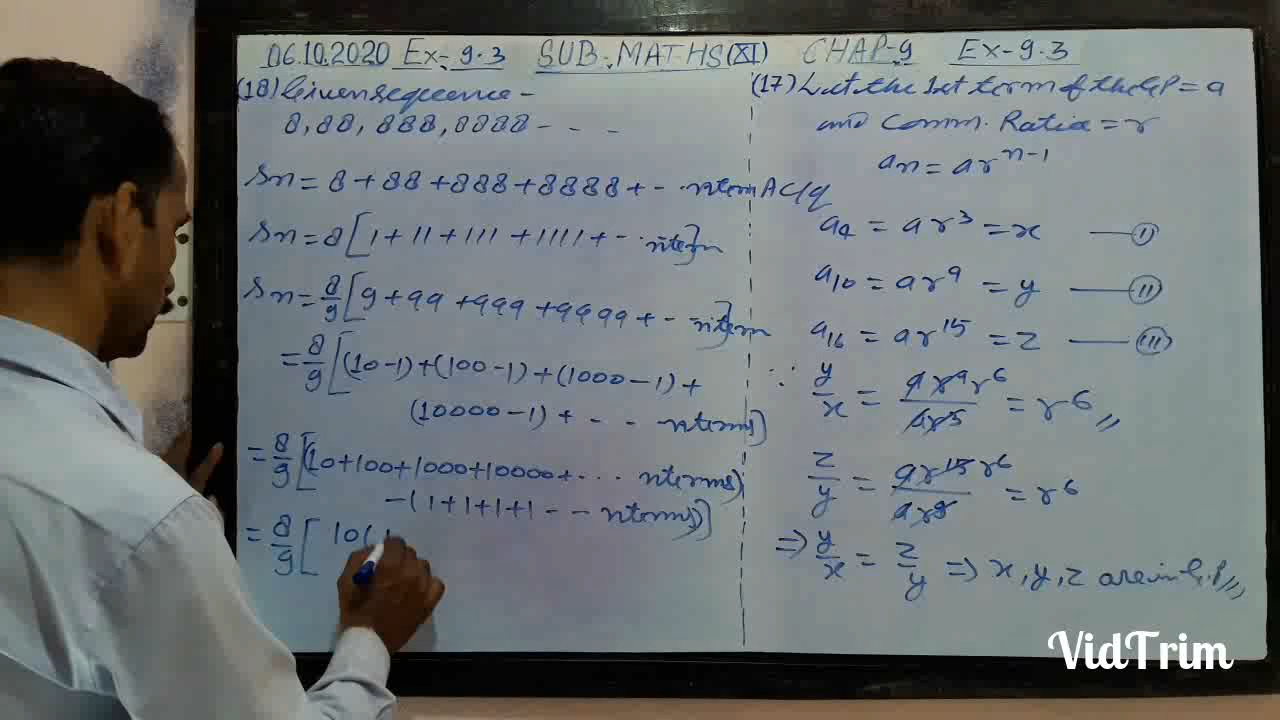 06.10.2020 Ex-9.3 SUB. MATHS (XI) CHAP-9 Ex-9.3
(18) Given sequence -
8, 88, 888, 8888 - - -
Sn = 8 + 88 + 888 + 8888 + - .. nterm
Sn = 8 [1 + 11 + 111 + 1111 + - .. nterm]
Sn = 8/9 [9 + 99 + 999 + 9999 + - - nterm]
= 8/9 [(10-1) + (100-1) + (1000-1) +
(10000-1) + - - - nterms)]
= 8/9 [(10+100+1000+10000+ ... nterms)
-(1+1+1+1 - - nterms)]
= 8/9 [ 10(1
(17) Let the 1st term of the GP = a
and Comm. Ratio = r
an = ar^n-1
AC/q
a4 = ar^3 = x — (I)
a10 = ar^9 = y — (II)
a16 = ar^15 = z — (III)
∵ y/x = ar^9 r^6/ar^3 = r^6 //
z/y = ar^15 r^6/ar^9 = r^6
⇒ y/x = z/y ⇒ x, y, z are in G.P //
VidTrim